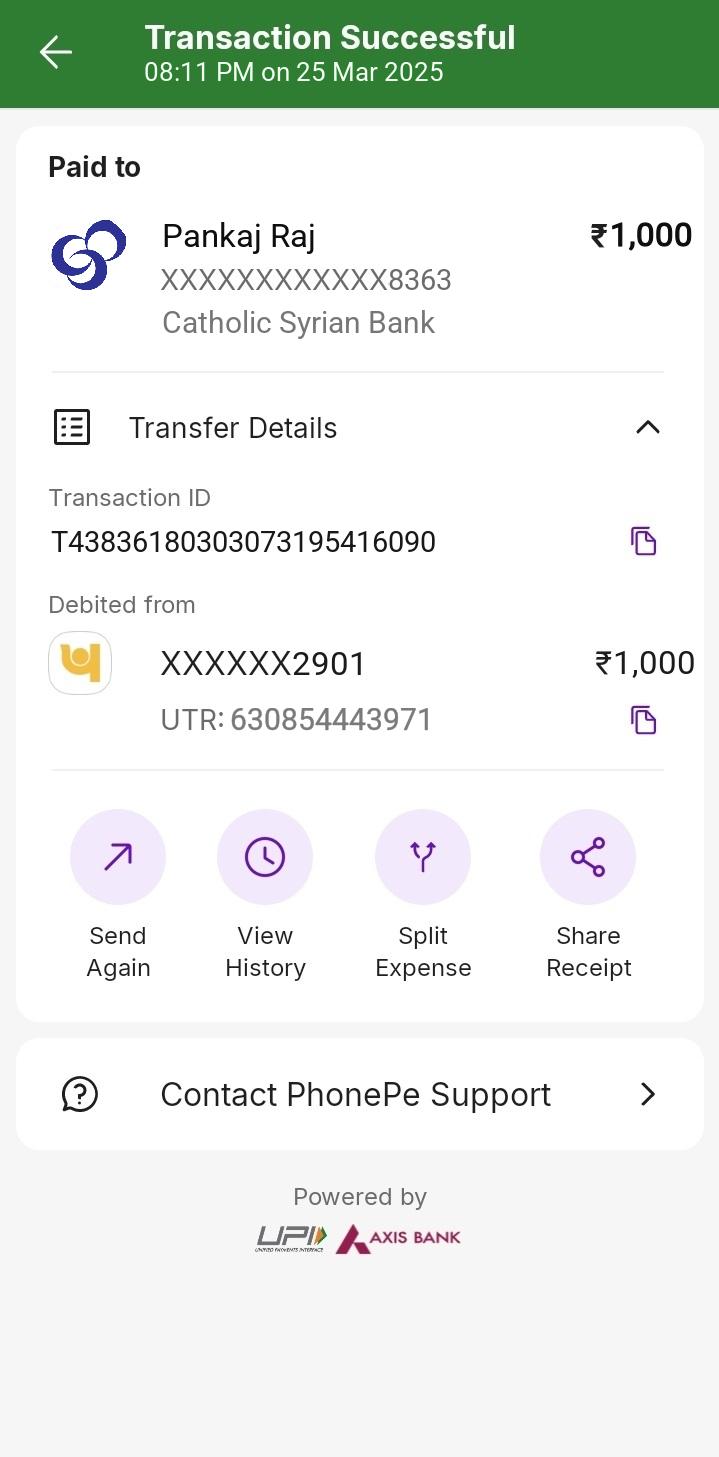 Transaction Successful
08:11 PM on 25 Mar 2025
Paid to
Pankaj Raj
₹1,000
XXXXXXXXXXXX8363
Catholic Syrian Bank
Transfer Details
Transaction ID
T43836180303073195416090
Debited from
XXXXXX2901
₹1,000
UTR: 630854443971
Send Again
View History
Split Expense
Share Receipt
Contact PhonePe Support
Powered by
UPI
UNIFIED PAYMENTS INTERFACE
AXIS BANK